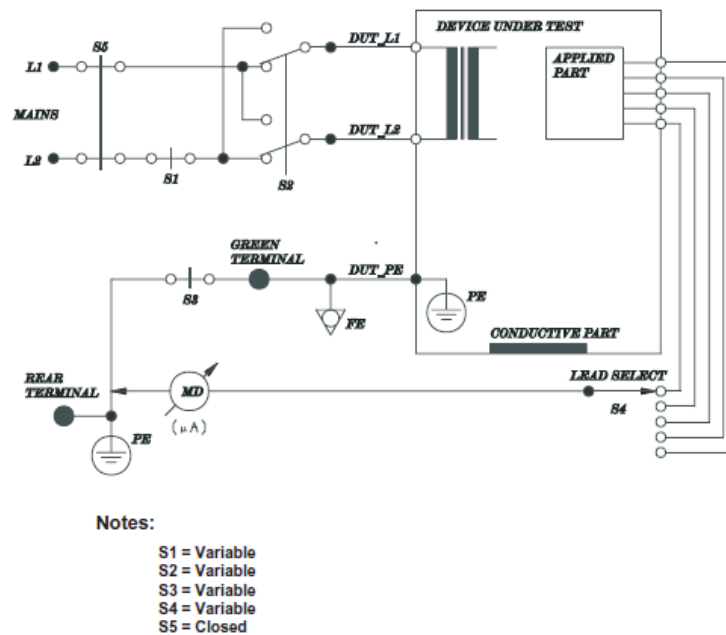 DEVICE UNDER TEST
S5
DUT_L1
L1
APPLIED
PART
MAINS
DUT_L2
L2
S1
S2
GREEN
TERMINAL
DUT_PE
S3
PE
FE
CONDUCTIVE PART
REAR
TERMINAL
LEAD SELECT
MD
S4
(μA)
PE
Notes:
S1 = Variable
S2 = Variable
S3 = Variable
S4 = Variable
S5 = Closed